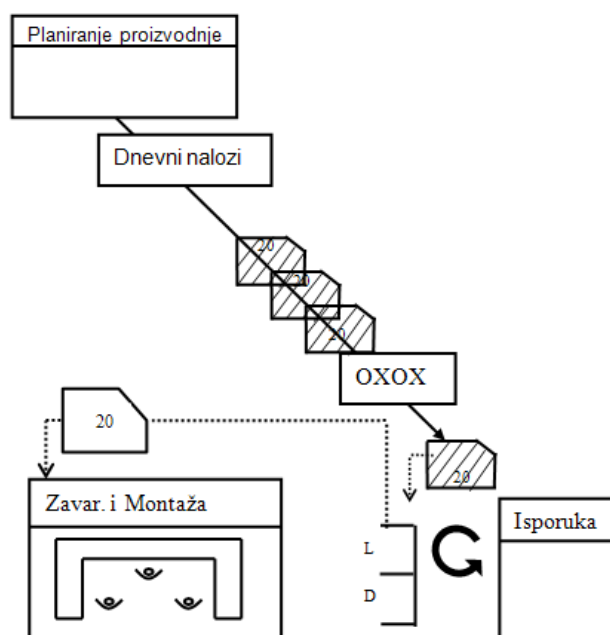 Planiranje proizvodnje
Dnevni nalozi
20
20
20
OXOX
20
20
Zavar. i Montaža
L
D
Isporuka